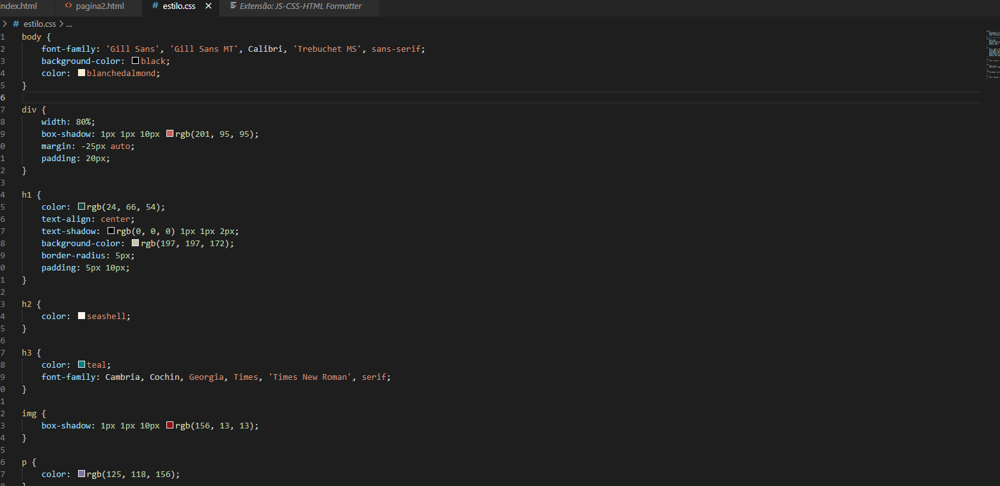 index.html <> pagina2.html # estilo.css × Extensão: JS-CSS-HTML Formatter
> # estilo.css > ...
1 body {
2 font-family: 'Gill Sans', 'Gill Sans MT', Calibri, 'Trebuchet MS', sans-serif;
3 background-color: black;
4 color: blanchedalmond;
5 }
6
7 div {
8 width: 80%;
9 box-shadow: 1px 1px 10px rgb(201, 95, 95);
0 margin: -25px auto;
1 padding: 20px;
2 }
3
4 h1 {
5 color: rgb(24, 66, 54);
6 text-align: center;
7 text-shadow: rgb(0, 0, 0) 1px 1px 2px;
8 background-color: rgb(197, 197, 172);
9 border-radius: 5px;
0 padding: 5px 10px;
1 }
2
3 h2 {
4 color: seashell;
5 }
6
7 h3 {
8 color: teal;
9 font-family: Cambria, Cochin, Georgia, Times, 'Times New Roman', serif;
0 }
1
2 img {
3 box-shadow: 1px 1px 10px rgb(156, 13, 13);
4 }
5
6 p {
7 color: rgb(125, 118, 156);
8 }